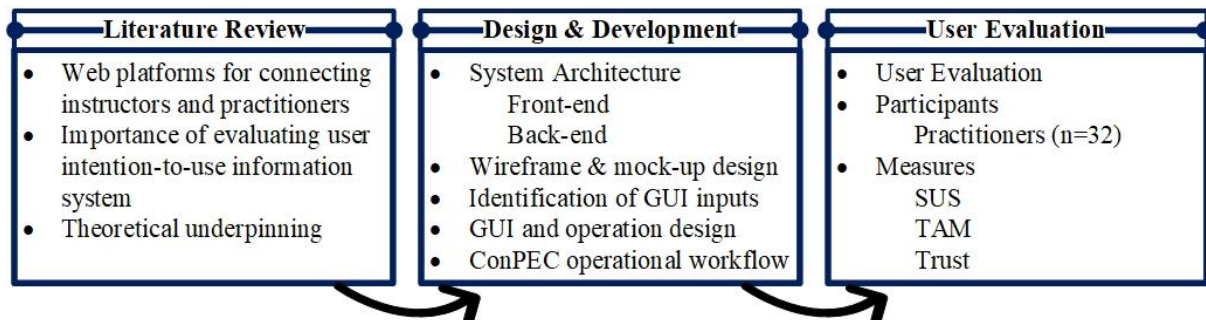 Literature Review
• Web platforms for connecting
instructors and practitioners
• Importance of evaluating user
intention-to-use information
system
• Theoretical underpinning
Design & Development
• System Architecture
Front-end
Back-end
• Wireframe & mock-up design
• Identification of GUI inputs
• GUI and operation design
• ConPEC operational workflow
User Evaluation
• User Evaluation
• Participants
Practitioners (n=32)
• Measures
SUS
TAM
Trust